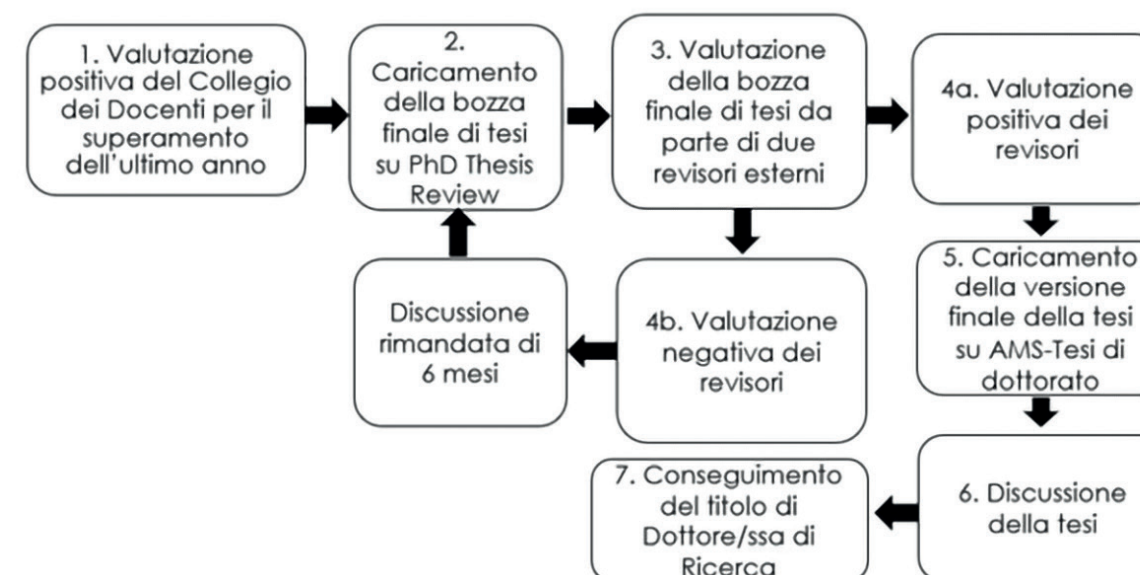 1. Valutazione
positiva del Collegio
dei Docenti per il
superamento
dell'ultimo anno
2.
Caricamento
della bozza
finale di tesi
su PhD Thesis
Review
3. Valutazione
della bozza
finale di tesi da
parte di due
revisori esterni
4a. Valutazione
positiva dei
revisori
Discussione
rimandata di
6 mesi
4b. Valutazione
negativa dei
revisori
5. Caricamento
della versione
finale della tesi
su AMS-Tesi di
dottorato
6. Discussione
della tesi
7. Conseguimento
del titolo di
Dottore/ssa di
Ricerca